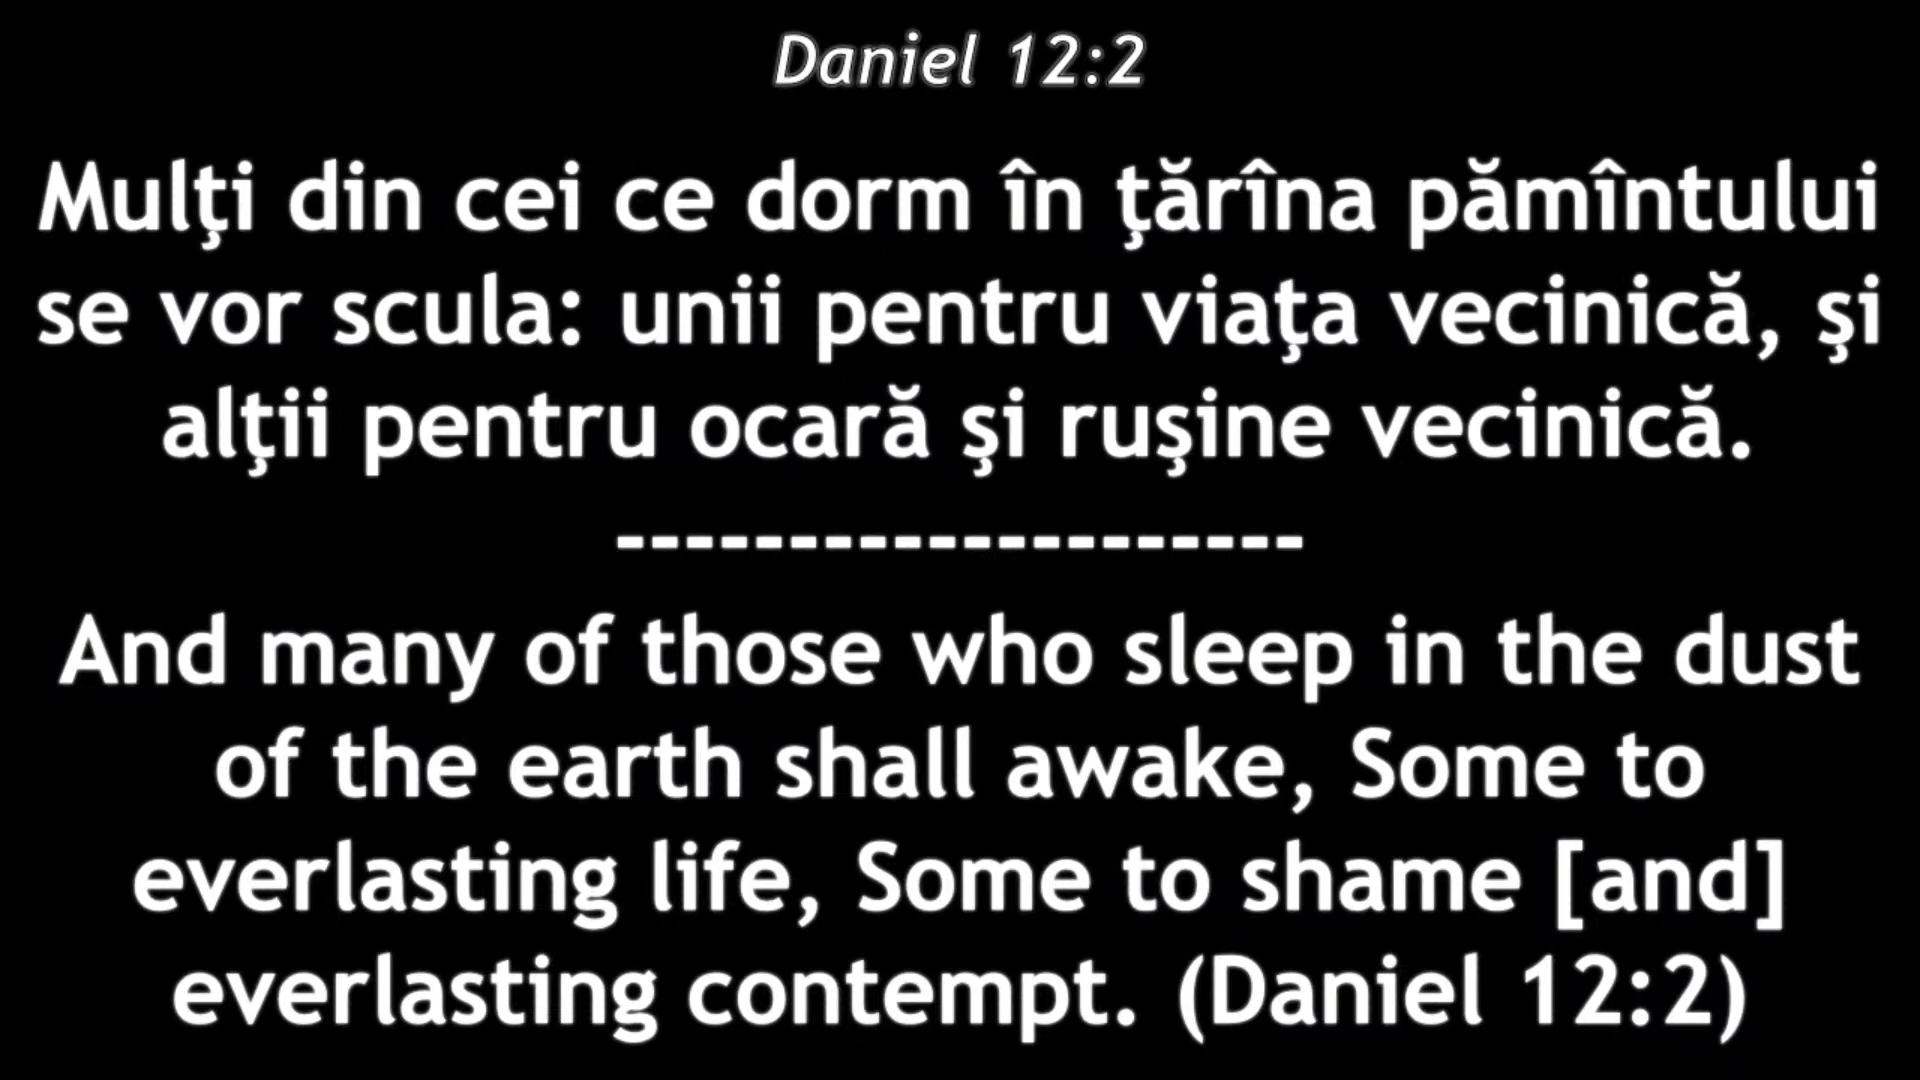 Daniel 12:2
Mulţi din cei ce dorm în ţărîna pămîntului
se vor scula: unii pentru viaţa vecinică, şi
alţii pentru ocară şi ruşine vecinică.
--------------------
And many of those who sleep in the dust
of the earth shall awake, Some to
everlasting life, Some to shame [and]
everlasting contempt. (Daniel 12:2)